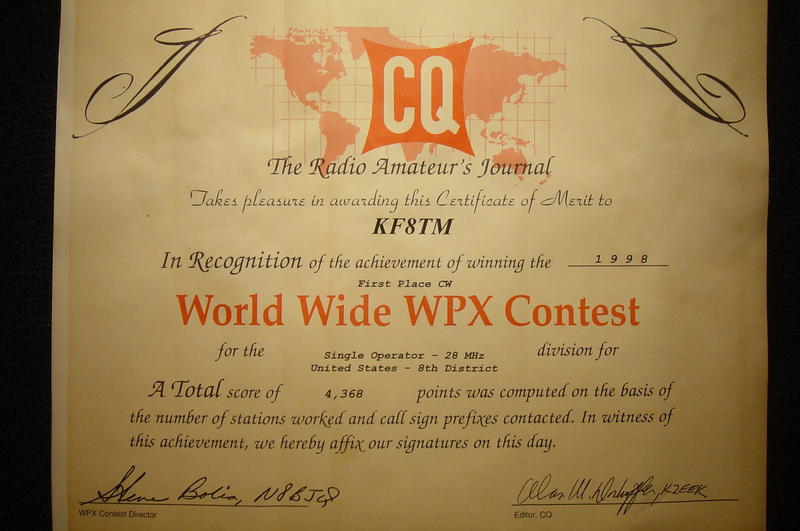 CQ
The Radio Amateur's Journal
Takes pleasure in awarding this Certificate of Merit to
KF8TM
In Recognition of the achievement of winning the 1998
First Place CW
World Wide WPX Contest
for the Single Operator - 28 MHz division for
United States - 8th District
A Total score of 4,368 points was computed on the basis of
the number of stations worked and call sign prefixes contacted. In witness of
this achievement, we hereby affix our signatures on this day.
Steve Bolia, N8BJQ
WPX Contest Director
Alan M. Dorhoffer, K2EEK
Editor, CQ